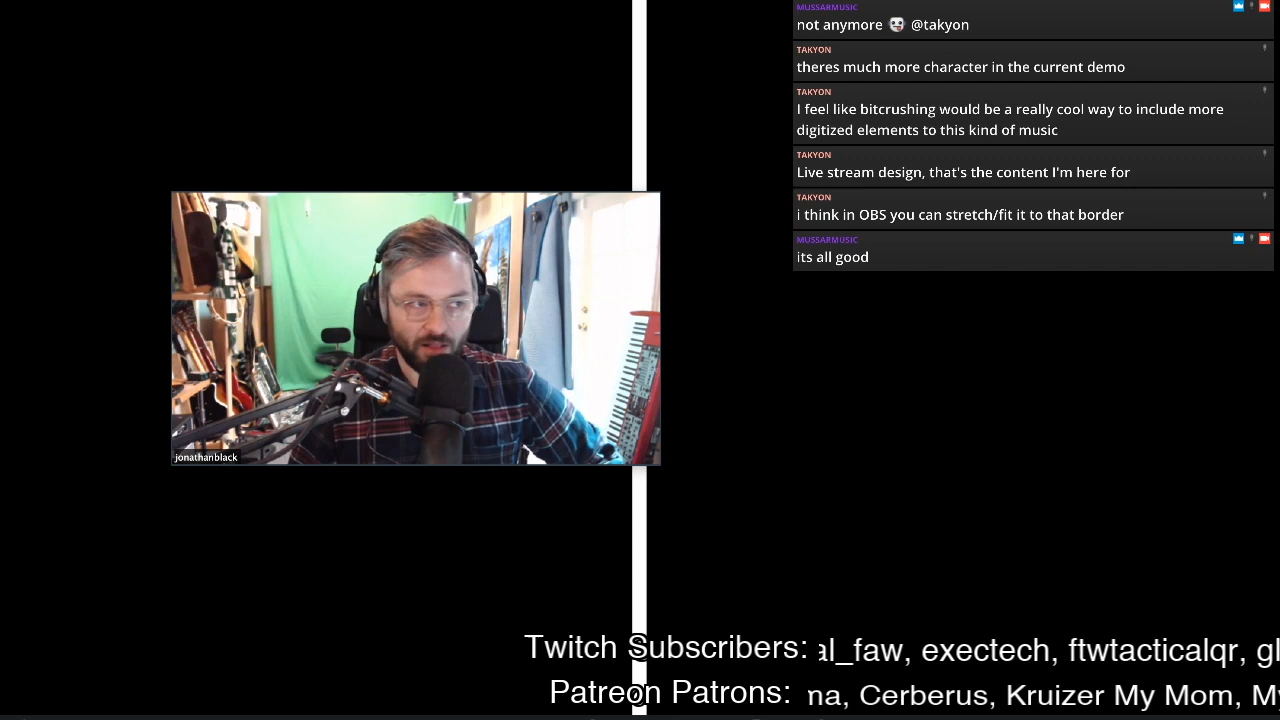 MUSSARMUSIC
not anymore @takyon
TAKYON
theres much more character in the current demo
TAKYON
I feel like bitcrushing would be a really cool way to include more
digitized elements to this kind of music
TAKYON
Live stream design, that's the content I'm here for
TAKYON
i think in OBS you can stretch/fit it to that border
MUSSARMUSIC
its all good
jonathanblack
Twitch Subscribers: al_faw, exectech, ftwtacticalqr, gl
Patreon Patrons: na, Cerberus, Kruizer My Mom, My